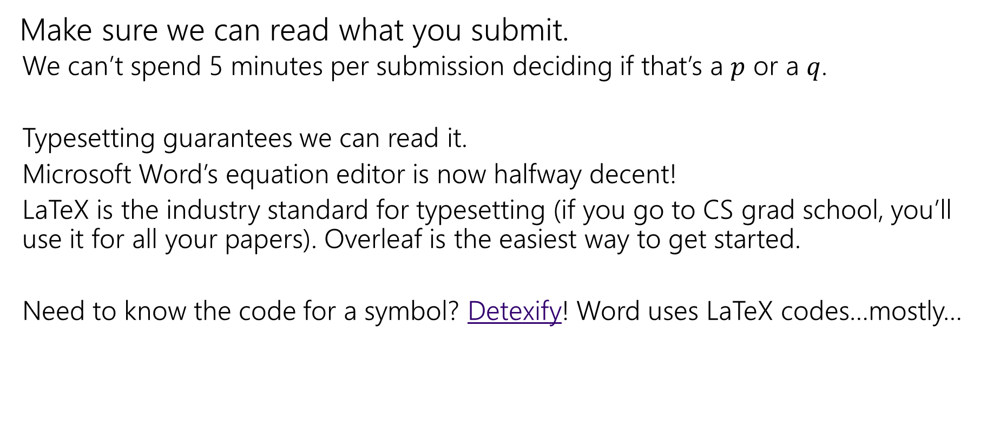 Make sure we can read what you submit.
We can’t spend 5 minutes per submission deciding if that’s a p or a q.
Typesetting guarantees we can read it.
Microsoft Word’s equation editor is now halfway decent!
LaTeX is the industry standard for typesetting (if you go to CS grad school, you’ll
use it for all your papers). Overleaf is the easiest way to get started.
Need to know the code for a symbol? Detexify! Word uses LaTeX codes…mostly…